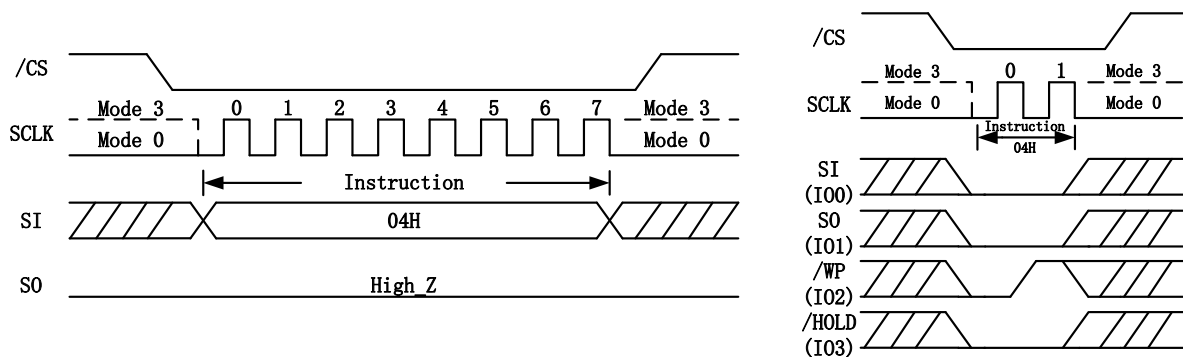 /CS
Mode 3 0 1 2 3 4 5 6 7 Mode 3
SCLK
Mode 0 Mode 0
Instruction
SI 04H
SO High_Z
/CS
Mode 3 0 1 Mode 3
SCLK Mode 0 Mode 0
Instruction
04H
SI
(IO0)
SO
(IO1)
/WP
(IO2)
/HOLD
(IO3)